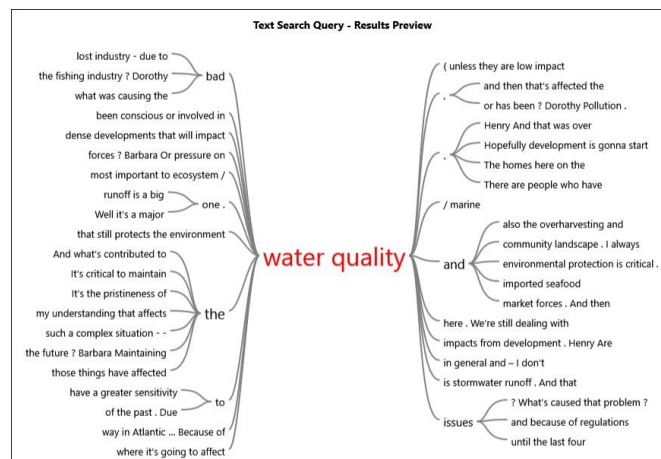 Text Search Query - Results Preview
lost industry - due to
the fishing industry ? Dorothy
what was causing the
bad
been conscious or involved in
dense developments that will impact
forces ? Barbara Or pressure on
most important to ecosystem /
runoff is a big
Well it's a major
one .
that still protects the environment
And what's contributed to
It's critical to maintain
It's the pristineness of
my understanding that affects
such a complex situation - -
the future ? Barbara Maintaining
those things have affected
the
have a greater sensitivity
of the past . Due
to
way in Atlantic ... Because of
where it's going to affect
water quality
( unless they are low impact
,
and then that's affected the
or has been ? Dorothy Pollution .
.
Henry And that was over
Hopefully development is gonna start
The homes here on the
There are people who have
/ marine
and
also the overharvesting and
community landscape . I always
environmental protection is critical .
imported seafood
market forces . And then
here . We're still dealing with
impacts from development . Henry Are
in general and – I don't
is stormwater runoff . And that
issues
? What's caused that problem ?
and because of regulations
until the last four